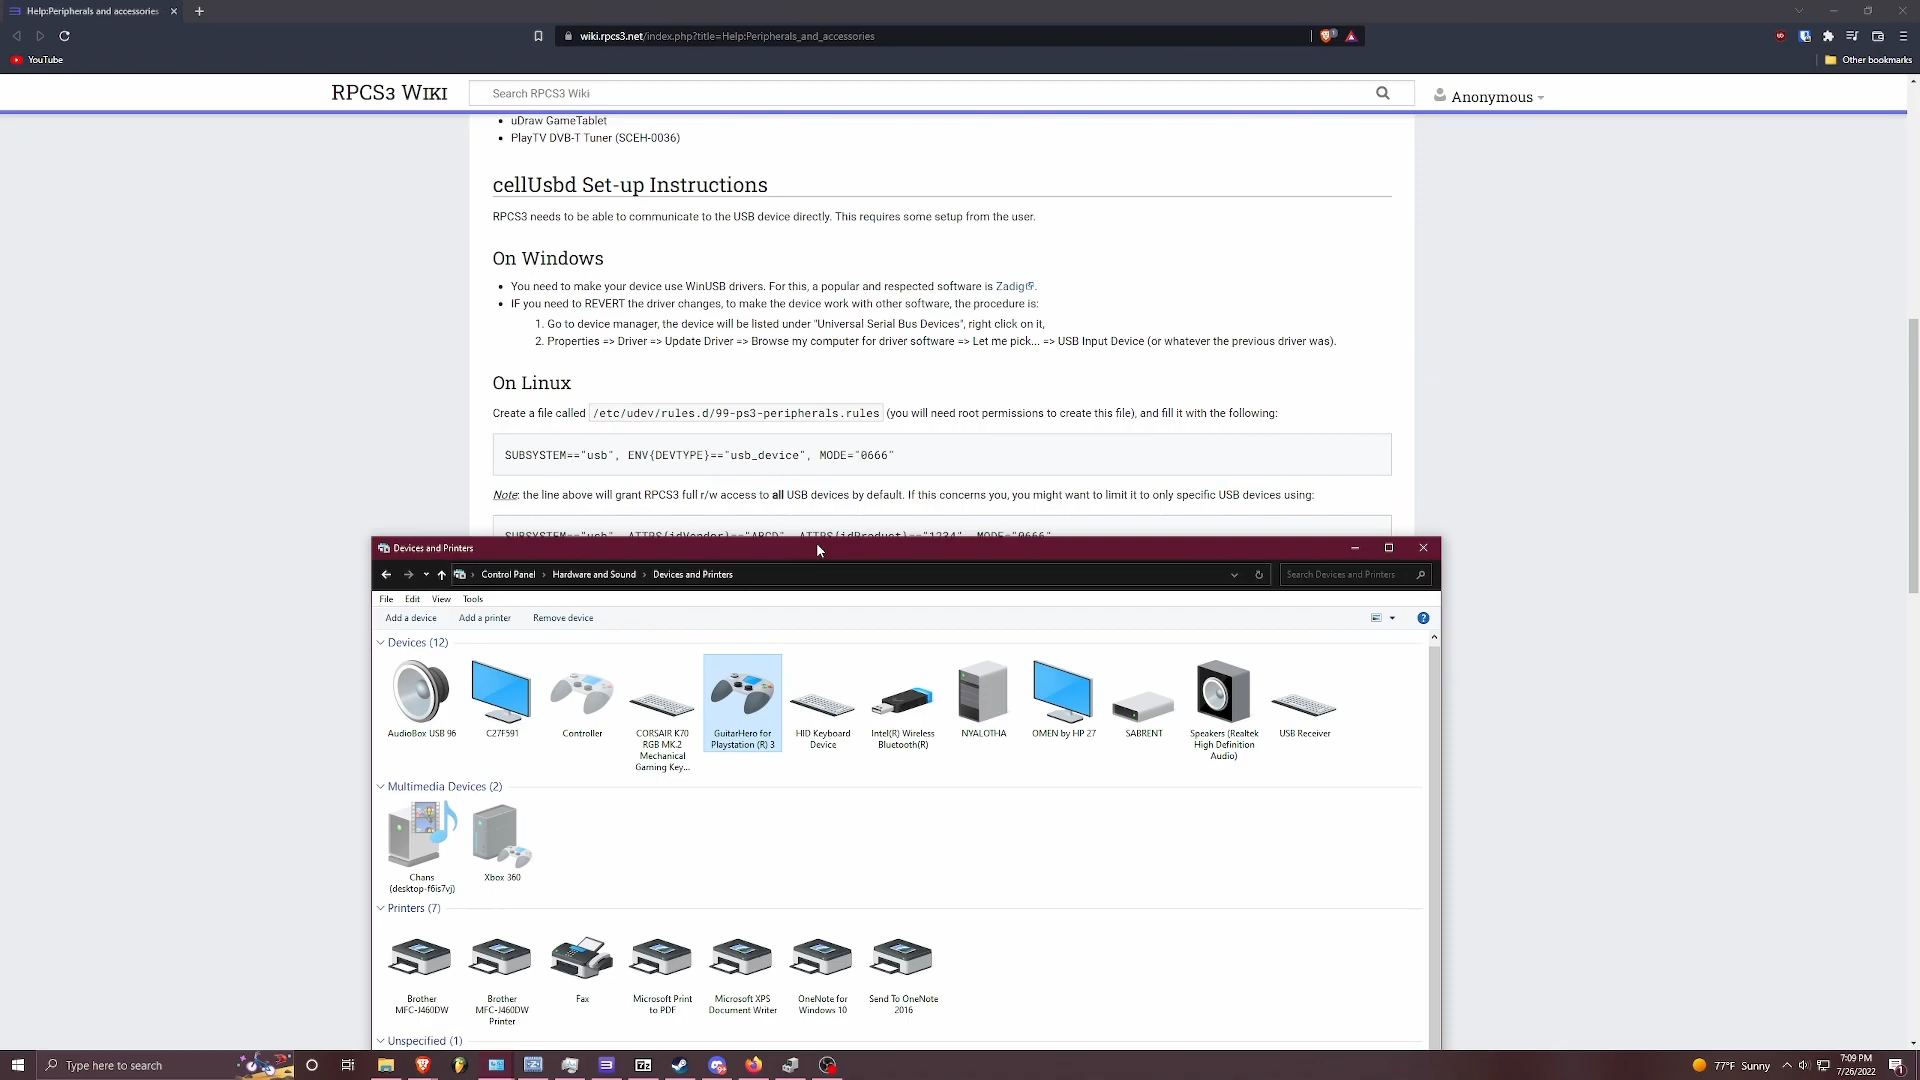 Help:Peripherals and accessories
wiki.rpcs3.net/index.php?title=Help:Peripherals_and_accessories
YouTube
Other bookmarks
RPCS3 Wiki
Search RPCS3 Wiki
Anonymous
uDraw GameTablet
PlayTV DVB-T Tuner (SCEH-0036)
cellUsbd Set-up Instructions
RPCS3 needs to be able to communicate to the USB device directly. This requires some setup from the user.
On Windows
You need to make your device use WinUSB drivers. For this, a popular and respected software is Zadig.
IF you need to REVERT the driver changes, to make the device work with other software, the procedure is:
1. Go to device manager, the device will be listed under "Universal Serial Bus Devices", right click on it,
2. Properties => Driver => Update Driver => Browse my computer for driver software => Let me pick... => USB Input Device (or whatever the previous driver was).
On Linux
Create a file called /etc/udev/rules.d/99-ps3-peripherals.rules (you will need root permissions to create this file), and fill it with the following:
SUBSYSTEM=="usb", ENV{DEVTYPE}=="usb_device", MODE="0666"
Note: the line above will grant RPCS3 full r/w access to all USB devices by default. If this concerns you, you might want to limit it to only specific USB devices using:
SUBSYSTEM=="usb", ATTRS{idVendor}=="ABCD", ATTRS{idProduct}=="1234", MODE="0666"
Devices and Printers
Control Panel > Hardware and Sound > Devices and Printers
Search Devices and Printers
File Edit View Tools
Add a device Add a printer Remove device
Devices (12)
AudioBox USB 96
C27F591
Controller
CORSAIR K70
RGB MK.2
Mechanical
Gaming Key...
GuitarHero for
Playstation (R) 3
HID Keyboard
Device
Intel(R) Wireless
Bluetooth(R)
NYALOTHA
OMEN by HP 27
SABRENT
Speakers (Realtek
High Definition
Audio)
USB Receiver
Multimedia Devices (2)
Chans
(desktop-f6is7vj)
Xbox 360
Printers (7)
Brother
MFC-J460DW
Brother
MFC-J460DW
Printer
Fax
Microsoft Print
to PDF
Microsoft XPS
Document Writer
OneNote for
Windows 10
Send To OneNote
2016
Unspecified (1)
Type here to search
77°F Sunny
7:09 PM
7/26/2022